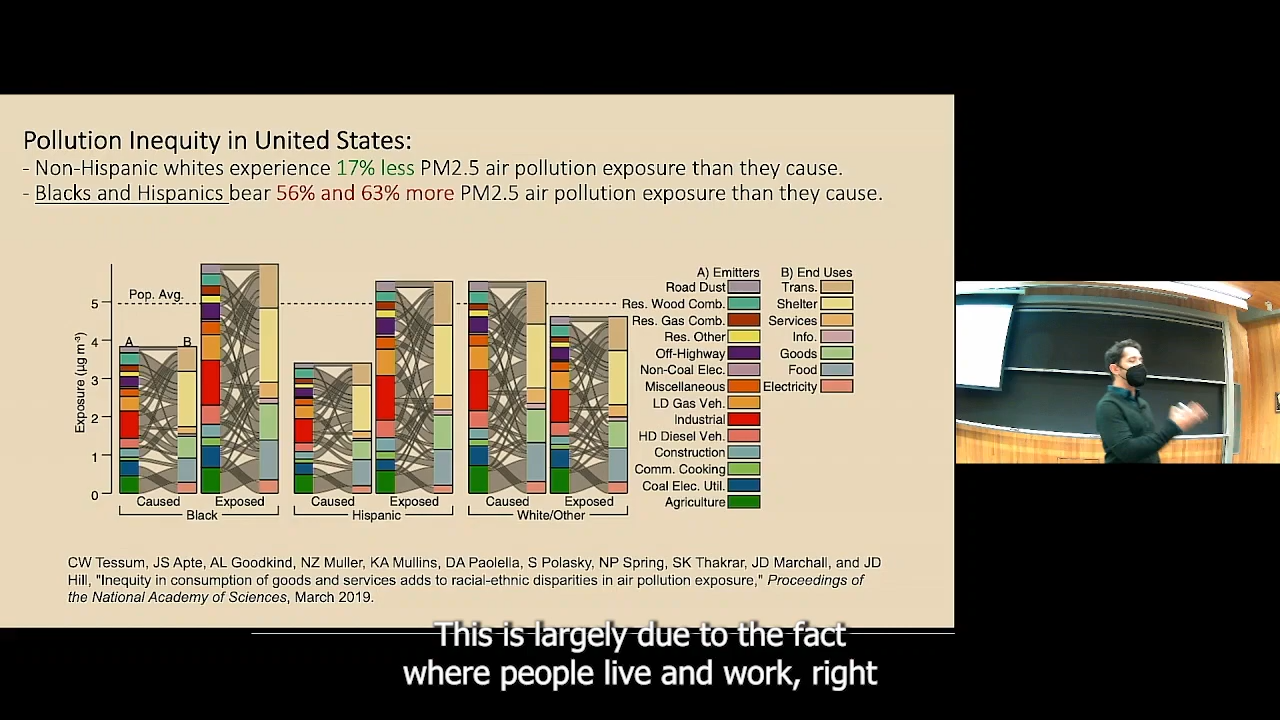 Pollution Inequity in United States:
- Non-Hispanic whites experience 17% less PM2.5 air pollution exposure than they cause.
- Blacks and Hispanics bear 56% and 63% more PM2.5 air pollution exposure than they cause.
Exposure (µg m⁻³)
5
4
3
2
1
0
Pop. Avg.
A
B
Caused
Exposed
Black
Caused
Exposed
Hispanic
Caused
Exposed
White/Other
A) Emitters
Road Dust
Res. Wood Comb.
Res. Gas Comb.
Res. Other
Off-Highway
Non-Coal Elec.
Miscellaneous
LD Gas Veh.
Industrial
HD Diesel Veh.
Construction
Comm. Cooking
Coal Elec. Util.
Agriculture
B) End Uses
Trans.
Shelter
Services
Info.
Goods
Food
Electricity
CW Tessum, JS Apte, AL Goodkind, NZ Muller, KA Mullins, DA Paolella, S Polasky, NP Spring, SK Thakrar, JD Marchall, and JD
Hill, "Inequity in consumption of goods and services adds to racial-ethnic disparities in air pollution exposure," Proceedings of
the National Academy of Sciences, March 2019.
This is largely due to the fact
where people live and work, right